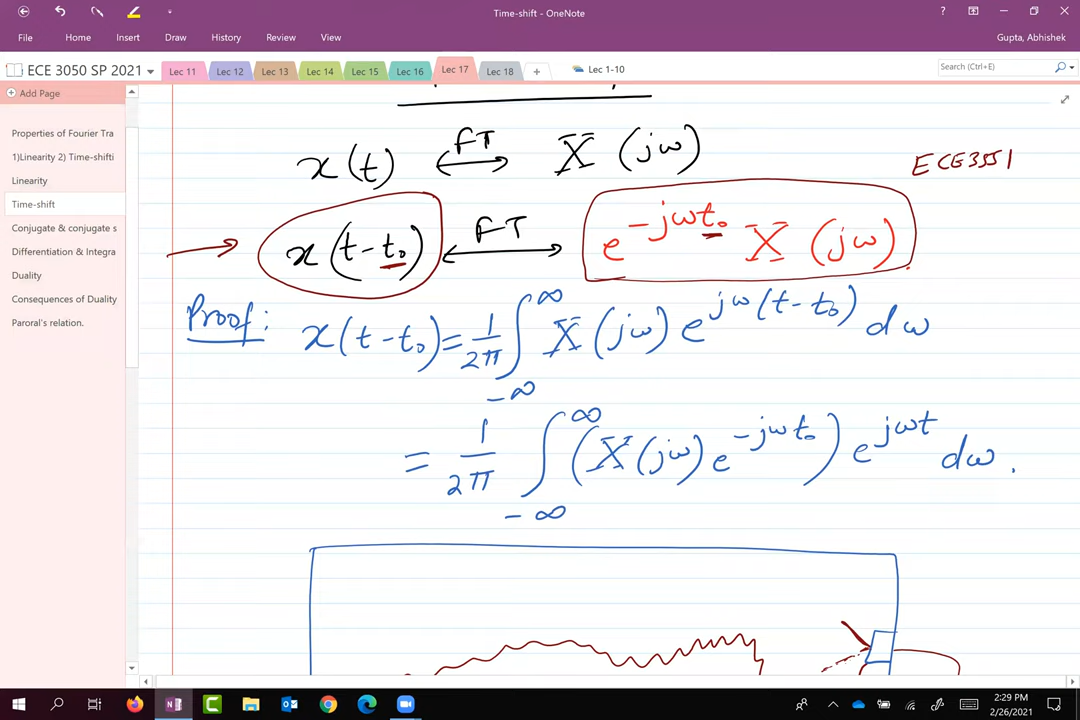 Time-shift - OneNote
?
File Home Insert Draw History Review View
Gupta, Abhishek
ECE 3050 SP 2021
Lec 11 Lec 12 Lec 13 Lec 14 Lec 15 Lec 16 Lec 17 Lec 18 + Lec 1-10
Search (Ctrl+E)
Add Page
Properties of Fourier Tra
1)Linearity 2) Time-shifti
Linearity
Time-shift
Conjugate & conjugate s
Differentiation & Integra
Duality
Consequences of Duality
Paroral's relation.
x(t) ⟷^{FT} X(jω)
ECE3551
x(t-t₀) ⟷^{FT} e^{-jωt₀} X(jω).
Proof: x(t-t₀) = 1/2π ∫_{-∞}^{∞} X(jω) e^{jω(t-t₀)} dω
= 1/2π ∫_{-∞}^{∞} (X(jω) e^{-jωt₀}) e^{jωt} dω.
2:29 PM
2/26/2021